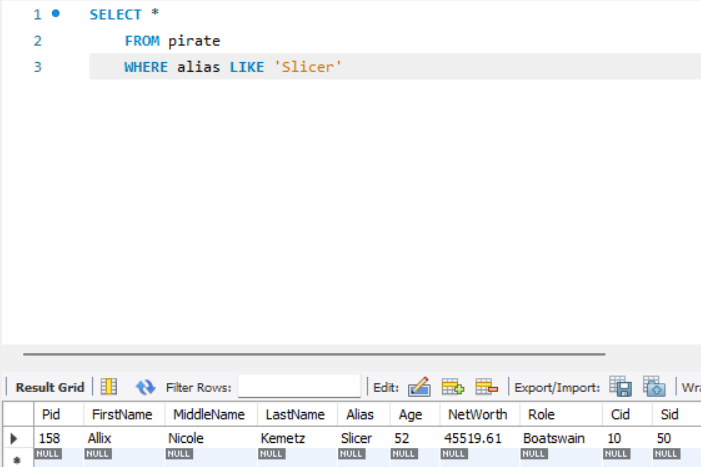 1 SELECT *
2 FROM pirate
3 WHERE alias LIKE 'Slicer'
Result Grid Filter Rows: Edit: Export/Import: Wra
Pid FirstName MiddleName LastName Alias Age NetWorth Role Cid Sid
158 Allix Nicole Kemetz Slicer 52 45519.61 Boatswain 10 50
NULL NULL NULL NULL NULL NULL NULL NULL NULL NULL